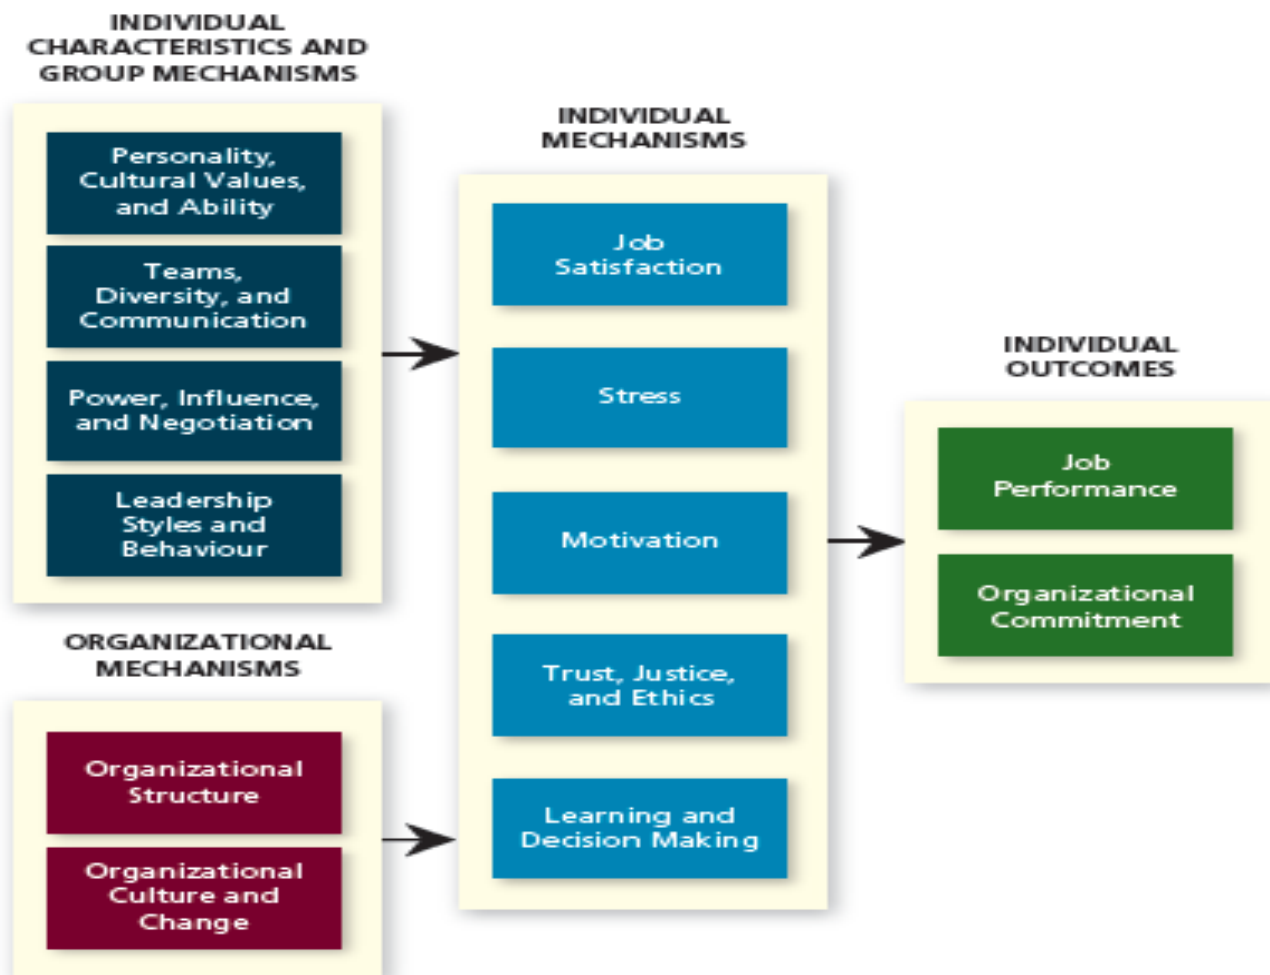 INDIVIDUAL
CHARACTERISTICS AND
GROUP MECHANISMS
Personality,
Cultural Values,
and Ability
Teams,
Diversity, and
Communication
Power, Influence,
and Negotiation
Leadership
Styles and
Behaviour
ORGANIZATIONAL
MECHANISMS
Organizational
Structure
Organizational
Culture and
Change
INDIVIDUAL
MECHANISMS
Job
Satisfaction
Stress
Motivation
Trust, Justice,
and Ethics
Learning and
Decision Making
INDIVIDUAL
OUTCOMES
Job
Performance
Organizational
Commitment